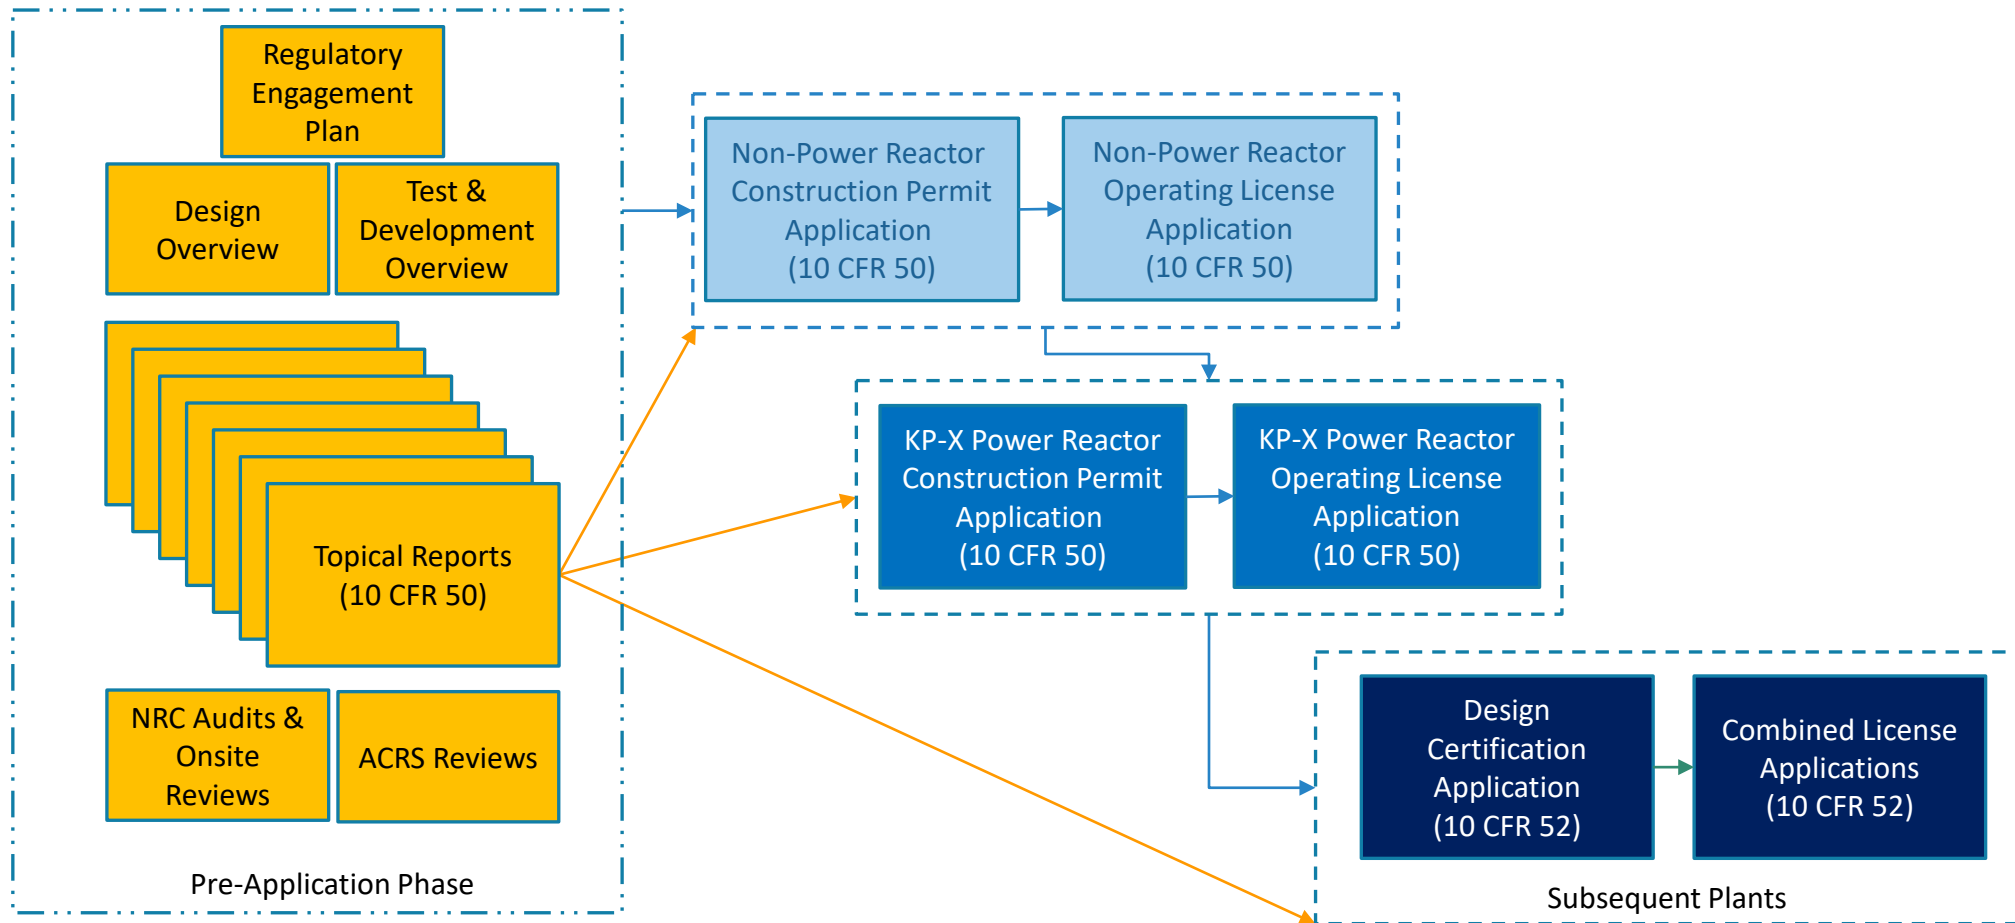 Regulatory
Engagement
Plan
Design
Overview
Test &
Development
Overview
Topical Reports
(10 CFR 50)
NRC Audits &
Onsite
Reviews
ACRS Reviews
Pre-Application Phase
Non-Power Reactor
Construction Permit
Application
(10 CFR 50)
Non-Power Reactor
Operating License
Application
(10 CFR 50)
KP-X Power Reactor
Construction Permit
Application
(10 CFR 50)
KP-X Power Reactor
Operating License
Application
(10 CFR 50)
Design
Certification
Application
(10 CFR 52)
Combined License
Applications
(10 CFR 52)
Subsequent Plants